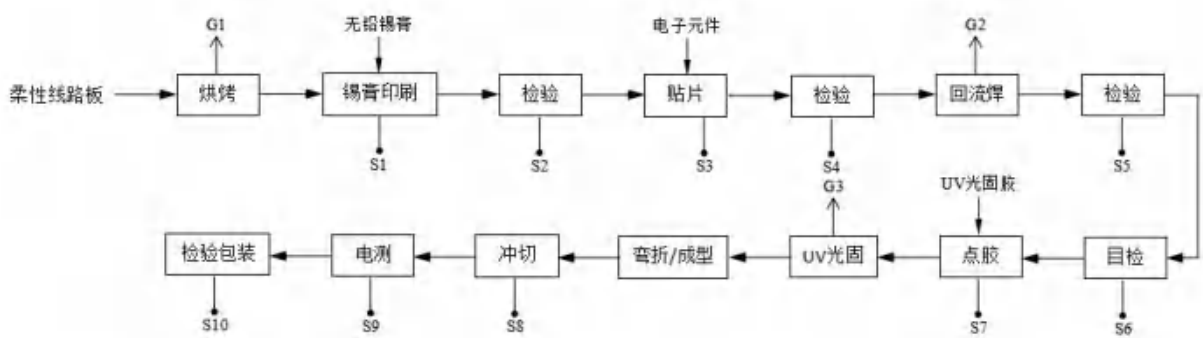 G1
无铅锡膏
电子元件
G2
柔性线路板
烘烤
锡膏印刷
检验
贴片
检验
回流焊
检验
S1
S2
S3
S4
S5
G3
UV光固胶
检验包装
电测
冲切
弯折/成型
UV光固
点胶
目检
S10
S9
S8
S7
S6